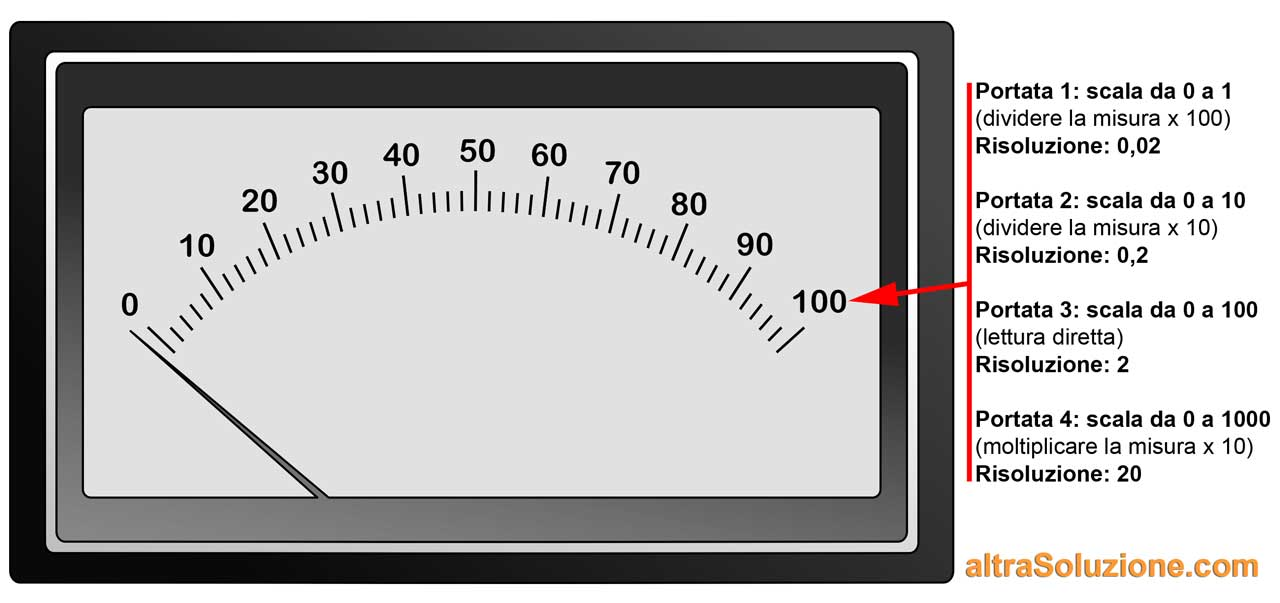 0
10
20
30
40
50
60
70
80
90
100
Portata 1: scala da 0 a 1
(dividere la misura x 100)
Risoluzione: 0,02
Portata 2: scala da 0 a 10
(dividere la misura x 10)
Risoluzione: 0,2
Portata 3: scala da 0 a 100
(lettura diretta)
Risoluzione: 2
Portata 4: scala da 0 a 1000
(moltiplicare la misura x 10)
Risoluzione: 20
altraSoluzione.com